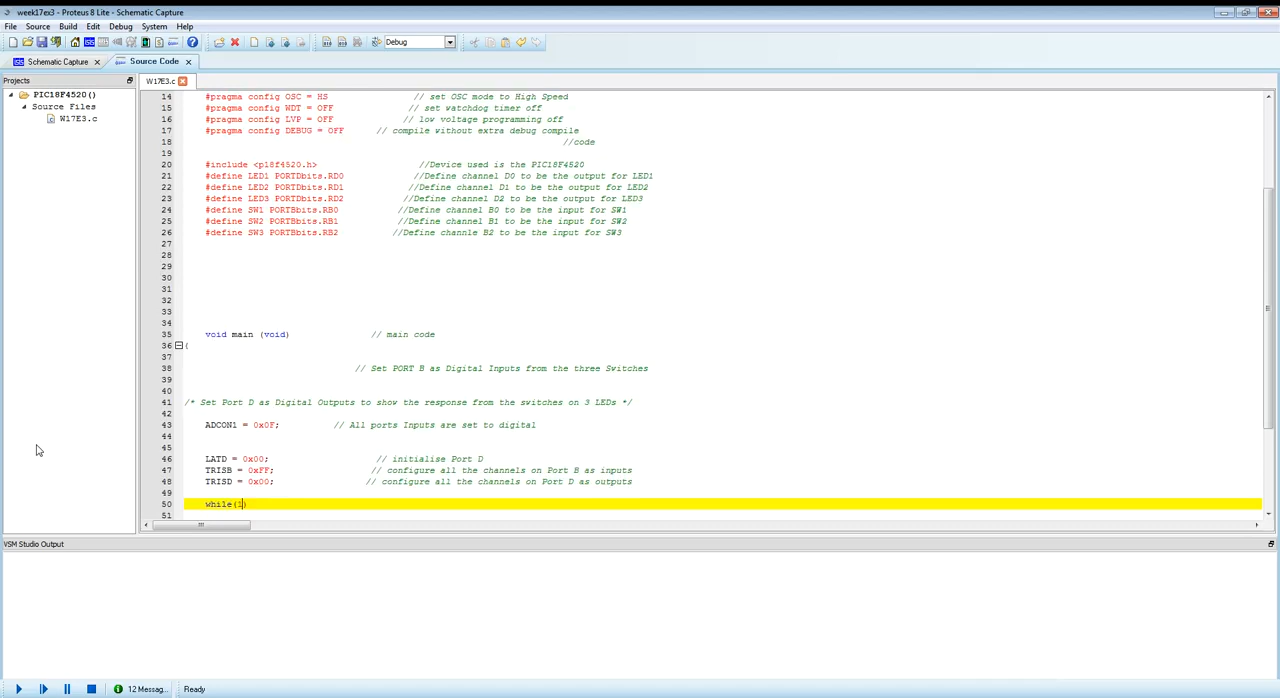 week17ex3 - Proteus 8 Lite - Schematic Capture
File Source Build Edit Debug System Help
Debug
Schematic Capture Source Code
Projects
PIC18F4520()
Source Files
W17E3.c
W17E3.c
14 #pragma config OSC = HS // set OSC mode to High Speed
15 #pragma config WDT = OFF // set watchdog timer off
16 #pragma config LVP = OFF // low voltage programming off
17 #pragma config DEBUG = OFF // compile without extra debug compile
18 //code
19
20 #include <p18f4520.h> //Device used is the PIC18F4520
21 #define LED1 PORTDbits.RD0 //Define channel D0 to be the output for LED1
22 #define LED2 PORTDbits.RD1 //Define channel D1 to be the output for LED2
23 #define LED3 PORTDbits.RD2 //Define channel D2 to be the output for LED3
24 #define SW1 PORTBbits.RB0 //Define channel B0 to be the input for SW1
25 #define SW2 PORTBbits.RB1 //Define channel B1 to be the input for SW2
26 #define SW3 PORTBbits.RB2 //Define channle B2 to be the input for SW3
27
28
29
30
31
32
33
34
35 void main (void) // main code
36 {
37
38 // Set PORT B as Digital Inputs from the three Switches
39
40
41 /* Set Port D as Digital Outputs to show the response from the switches on 3 LEDs */
42
43 ADCON1 = 0x0F; // All ports Inputs are set to digital
44
45
46 LATD = 0x00; // initialise Port D
47 TRISB = 0xFF; // configure all the channels on Port B as inputs
48 TRISD = 0x00; // configure all the channels on Port D as outputs
49
50 while(1)
51
VSM Studio Output
12 Messag... Ready